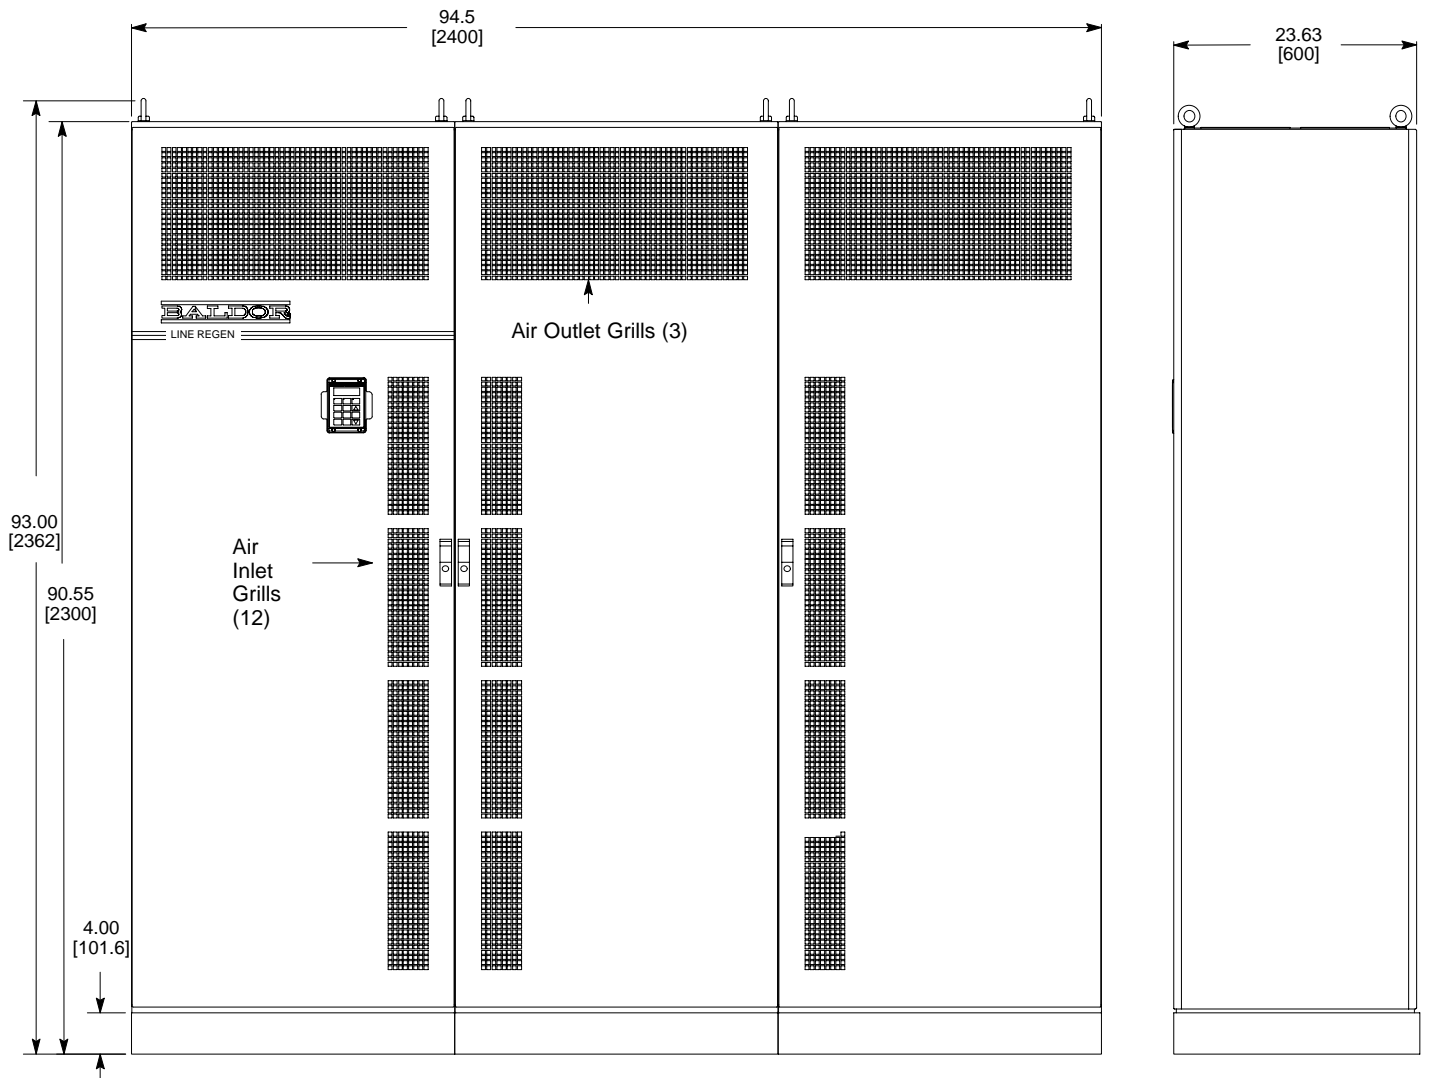 94.5
[2400]
23.63
[600]
BALDOR
LINE REGEN
Air Outlet Grills (3)
93.00
[2362]
Air
Inlet
Grills
(12)
90.55
[2300]
4.00
[101.6]